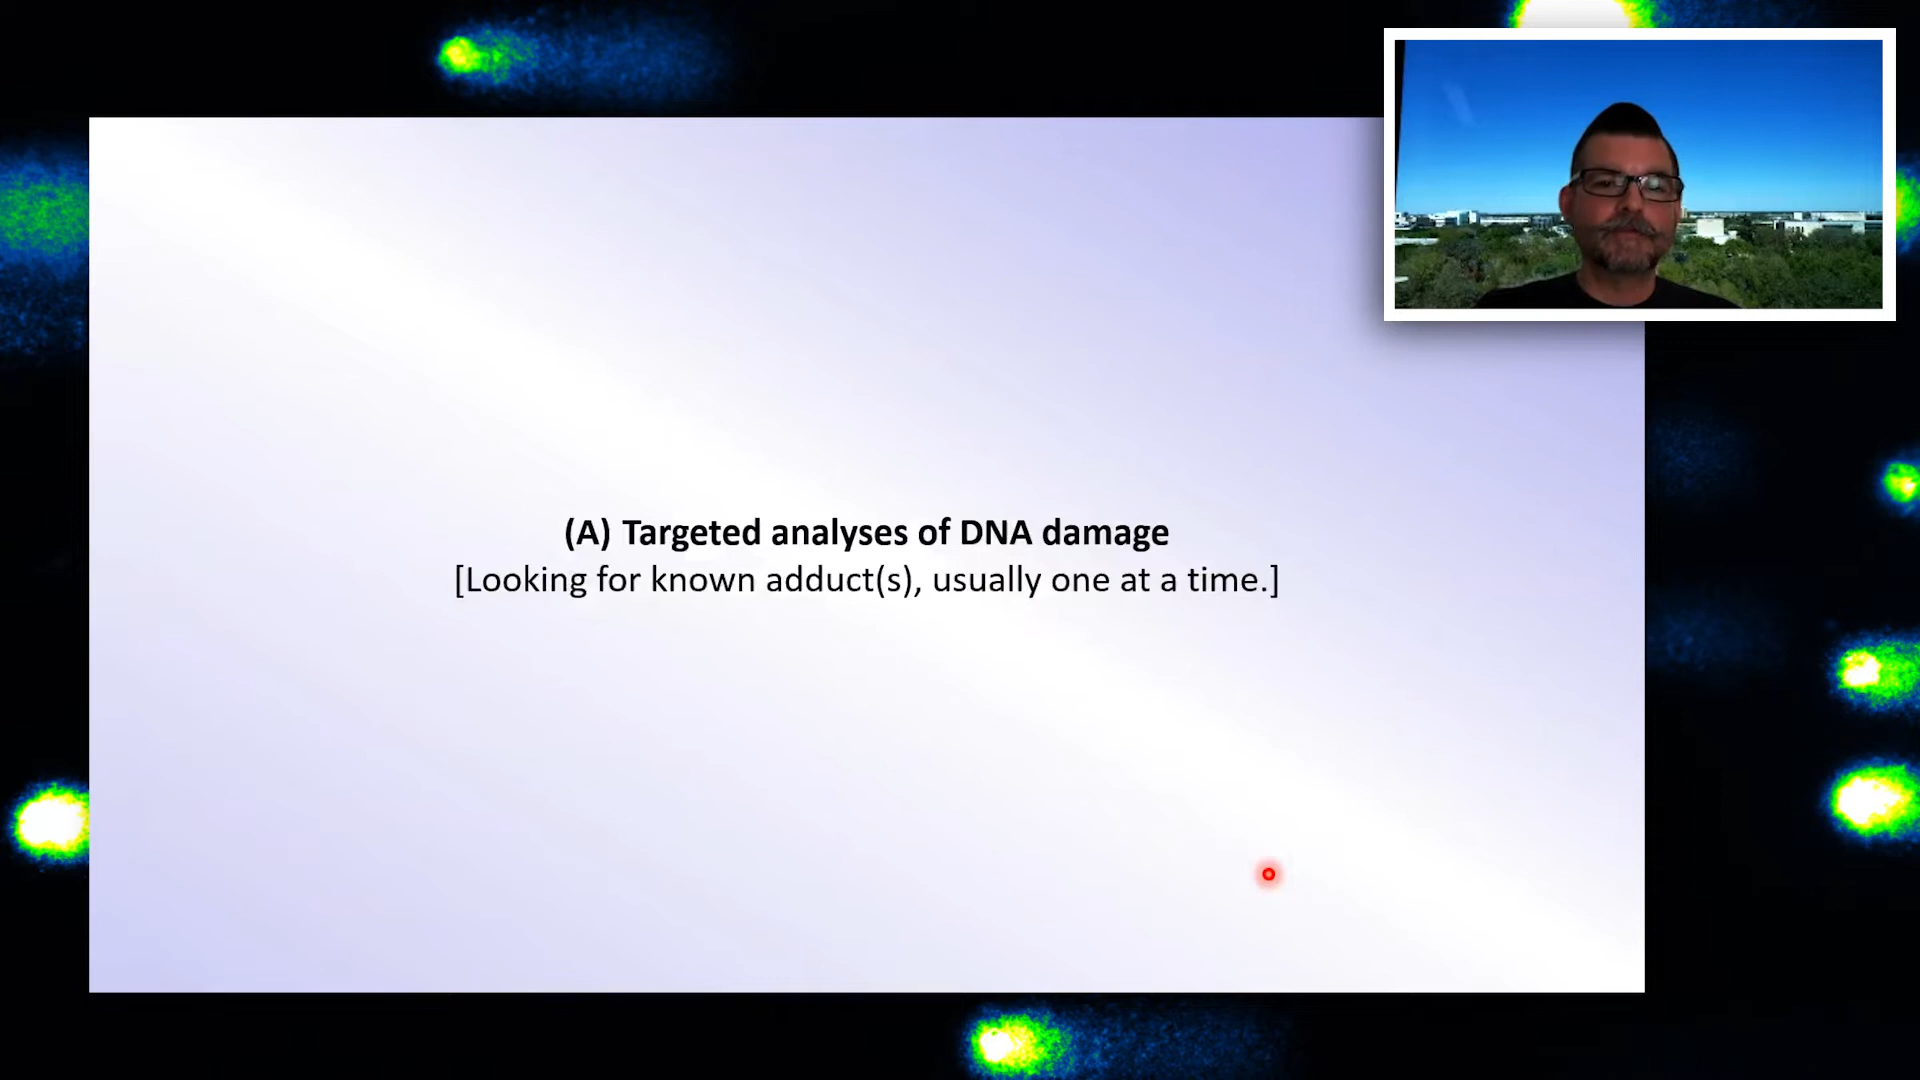 (A) Targeted analyses of DNA damage
[Looking for known adduct(s), usually one at a time.]